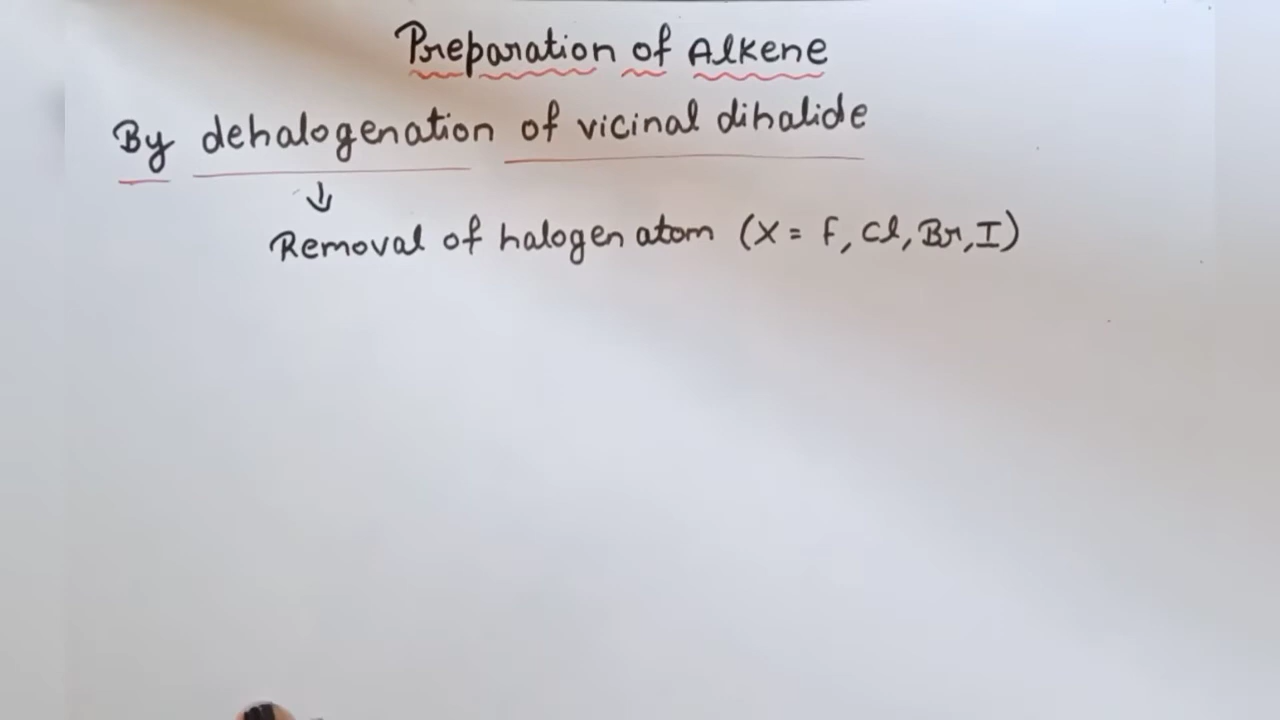 Preparation of Alkene
By dehalogenation of vicinal dihalide
↓
Removal of halogen atom (X = F, Cl, Br, I)